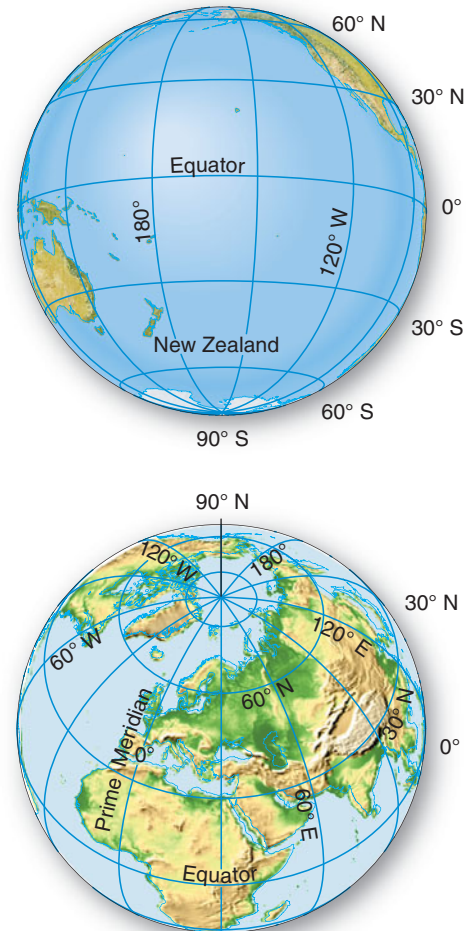 60° N
30° N
Equator
180°
0°
120° W
30° S
New Zealand
60° S
90° S
90° N
120° W
180°
30° N
120° E
60° W
60° N
30° N
Prime Meridian
0°
0°
60° E
Equator